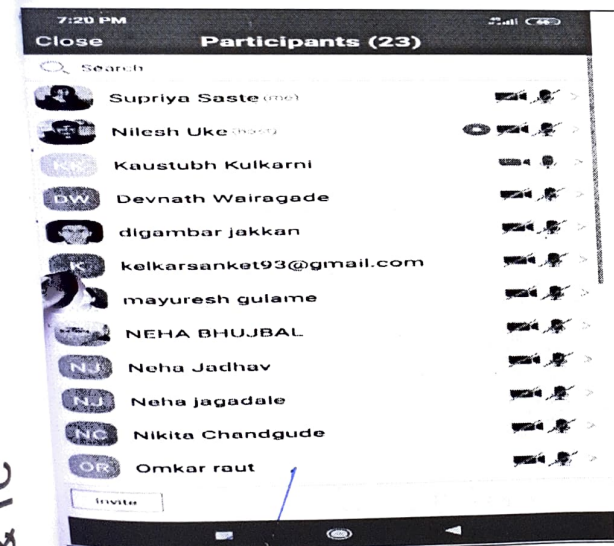 7:20 PM
Close Participants (23)
Search
Supriya Saste (me)
Nilesh Uke (host)
KK Kaustubh Kulkarni
DW Devnath Wairagade
digambar jakkan
K kelkarsanket93@gmail.com
mayuresh gulame
NEHA BHUJBAL
NJ Neha Jadhav
NJ Neha jagadale
NC Nikita Chandgude
OR Omkar raut
Invite
& TC